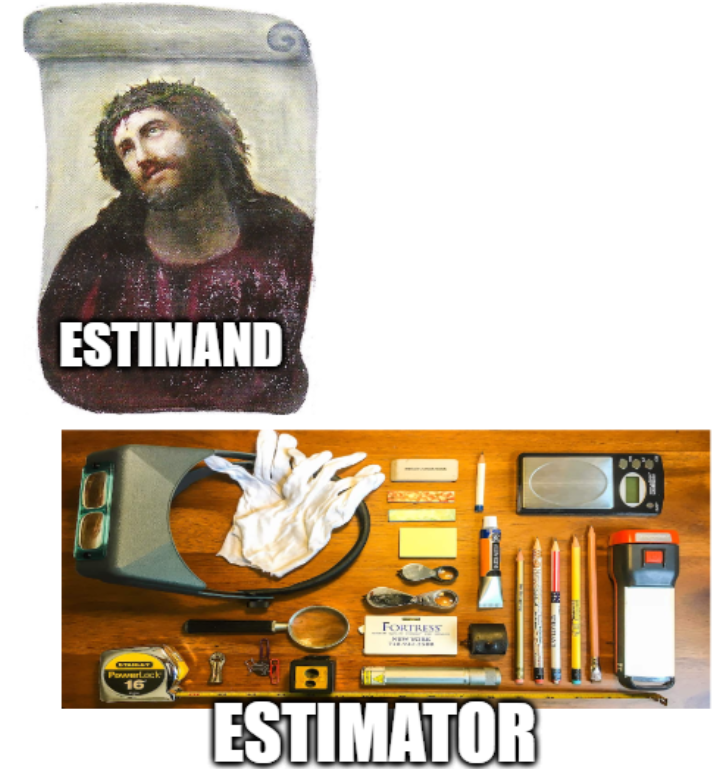 ESTIMAND
FORTRESS
NEW YORK
STANLEY
PowerLock
16
ESTIMATOR